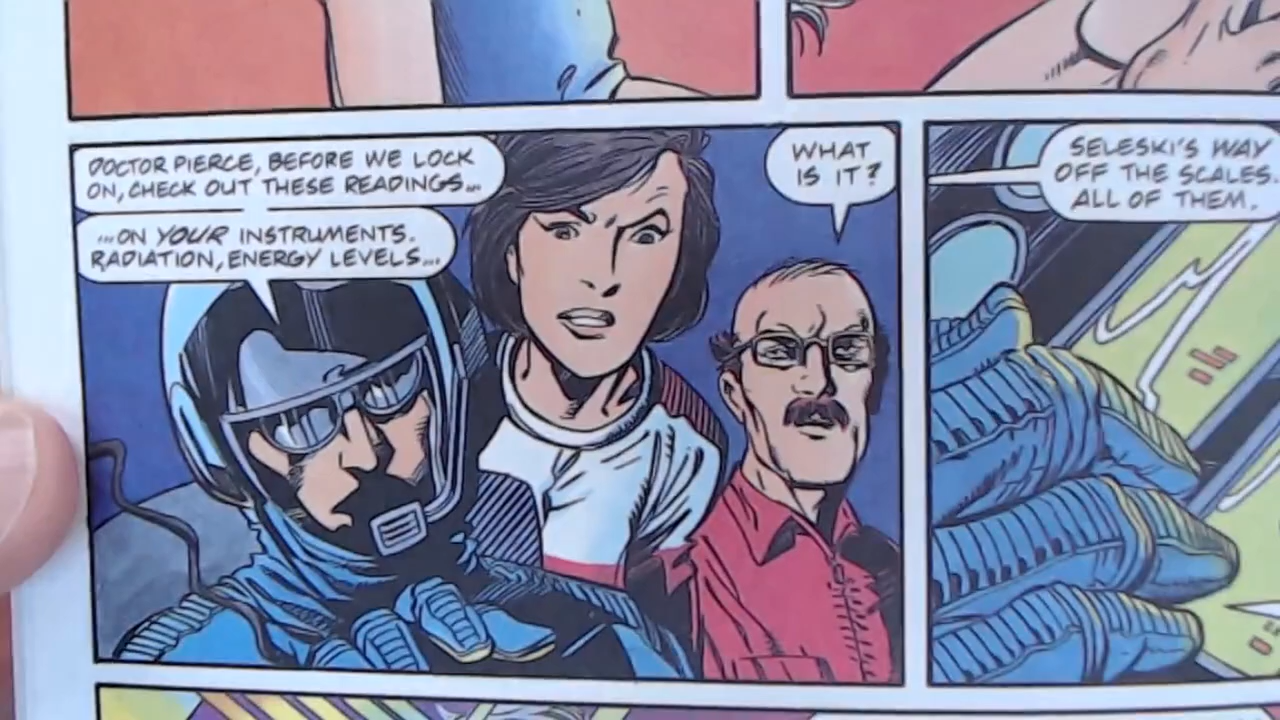 DOCTOR PIERCE, BEFORE WE LOCK
ON, CHECK OUT THESE READINGS...
...ON YOUR INSTRUMENTS.
RADIATION, ENERGY LEVELS...
WHAT
IS IT?
SELESKI'S WAY
OFF THE SCALES.
ALL OF THEM.